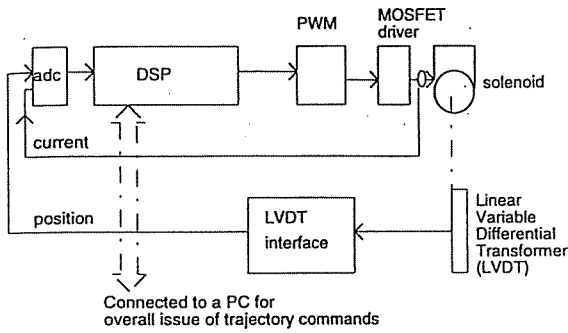 MOSFET
driver
PWM
adc
DSP
solenoid
current
position
LVDT
interface
Linear
Variable
Differential
Transformer
(LVDT)
Connected to a PC for
overall issue of trajectory commands